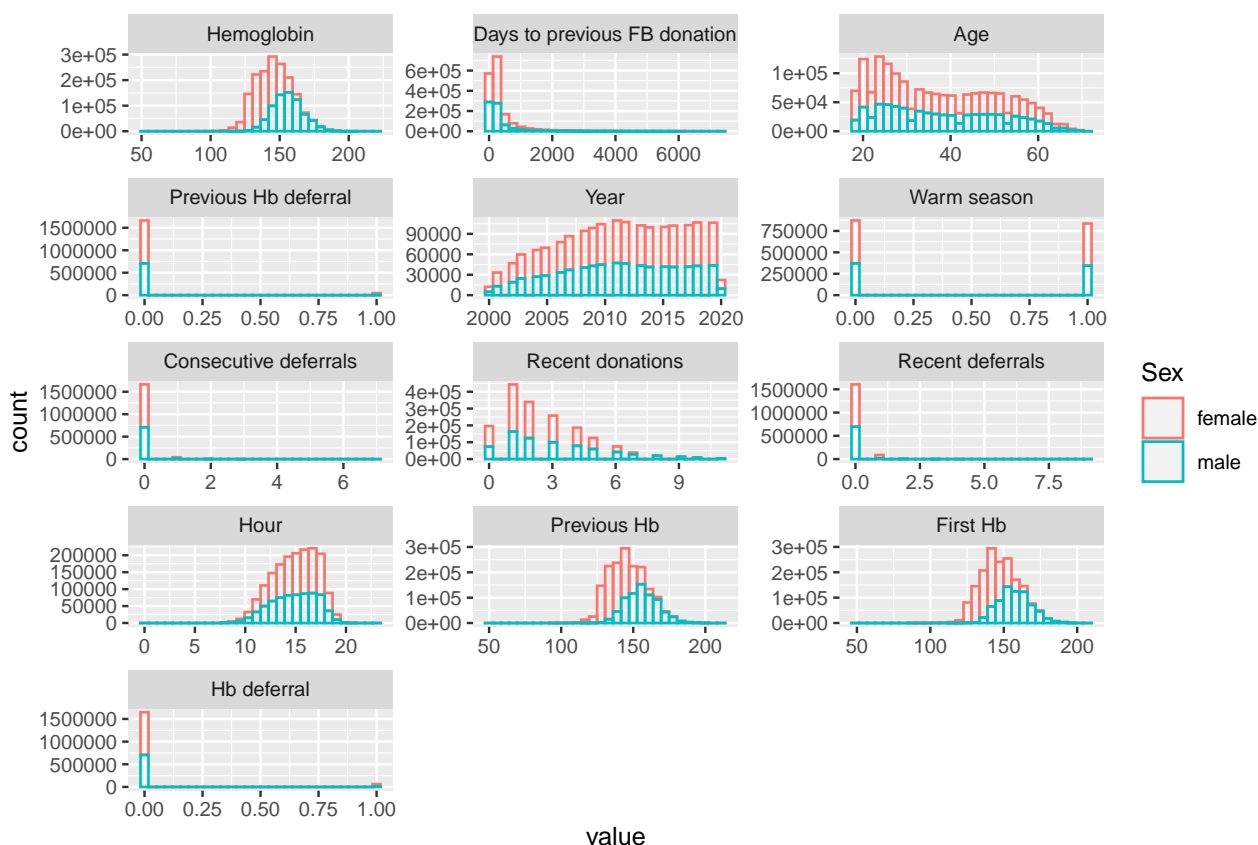 Hemoglobin
3e+05
2e+05
1e+05
0e+00
50 100 150 200
Days to previous FB donation
6e+05
4e+05
2e+05
0e+00
0 2000 4000 6000
Age
1e+05
5e+04
0e+00
20 40 60
Previous Hb deferral
1500000
1000000
500000
0
0.00 0.25 0.50 0.75 1.00
Year
90000
60000
30000
0
2000 2005 2010 2015 2020
Warm season
750000
500000
250000
0
0.00 0.25 0.50 0.75 1.00
Consecutive deferrals
1500000
1000000
500000
0
0 2 4 6
Recent donations
4e+05
3e+05
2e+05
1e+05
0e+00
0 3 6 9
Recent deferrals
1500000
1000000
500000
0
0.0 2.5 5.0 7.5
Hour
200000
150000
100000
50000
0
0 5 10 15 20
Previous Hb
3e+05
2e+05
1e+05
0e+00
50 100 150 200
First Hb
3e+05
2e+05
1e+05
0e+00
50 100 150 200
Hb deferral
1500000
1000000
500000
0
0.00 0.25 0.50 0.75 1.00
count
value
Sex
female
male